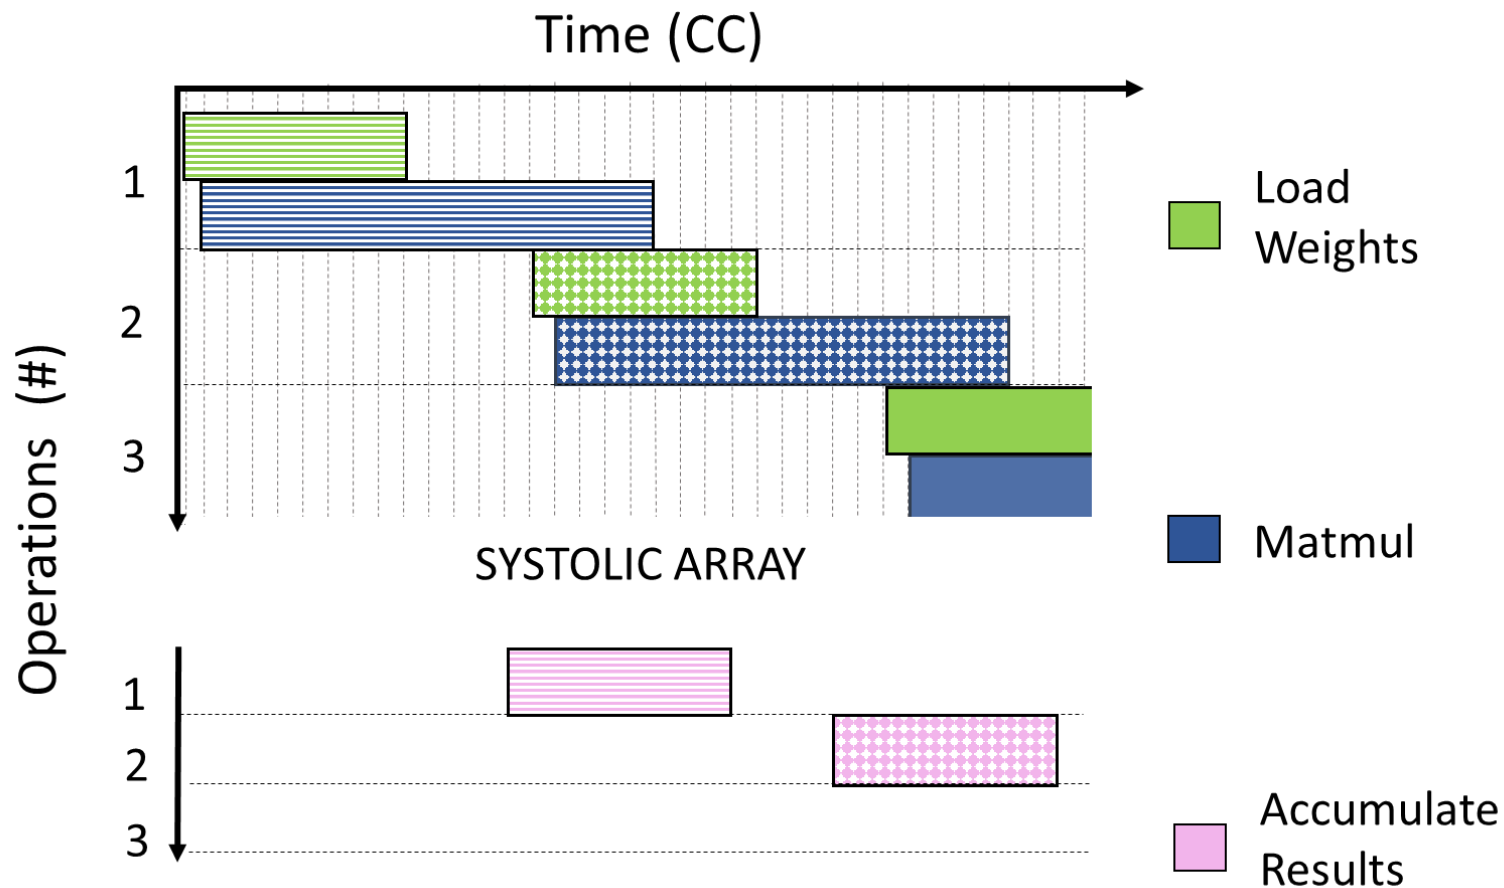 Time (CC)
Operations (#)
1
2
3
SYSTOLIC ARRAY
1
2
3
Load
Weights
Matmul
Accumulate
Results